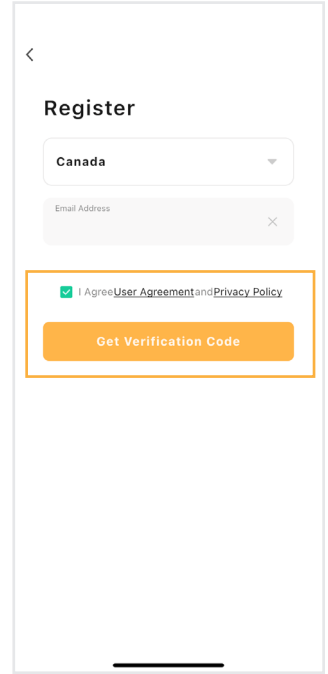 Register
Canada
Email Address
I AgreeUser AgreementandPrivacy Policy
Get Verification Code